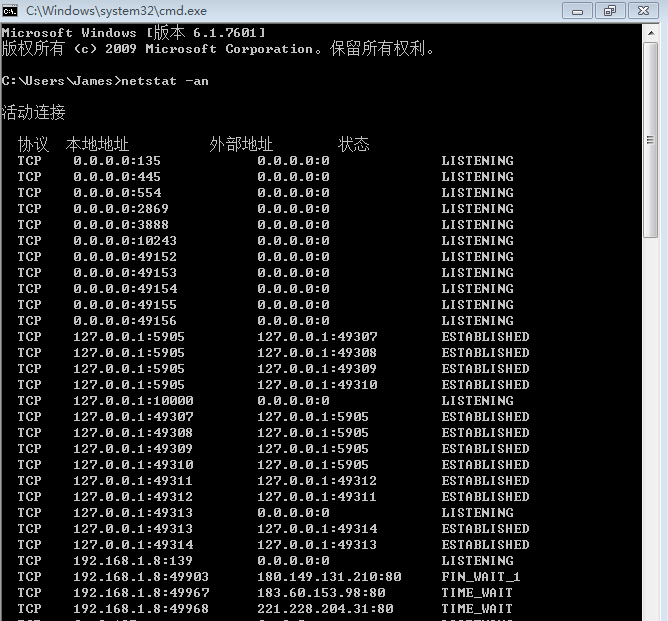 C:\Windows\system32\cmd.exe
Microsoft Windows [版本 6.1.7601]
版权所有 (c) 2009 Microsoft Corporation。保留所有权利。
C:\Users\James>netstat -an
活动连接
协议 本地地址 外部地址 状态
TCP 0.0.0.0:135 0.0.0.0:0 LISTENING
TCP 0.0.0.0:445 0.0.0.0:0 LISTENING
TCP 0.0.0.0:554 0.0.0.0:0 LISTENING
TCP 0.0.0.0:2869 0.0.0.0:0 LISTENING
TCP 0.0.0.0:3888 0.0.0.0:0 LISTENING
TCP 0.0.0.0:10243 0.0.0.0:0 LISTENING
TCP 0.0.0.0:49152 0.0.0.0:0 LISTENING
TCP 0.0.0.0:49153 0.0.0.0:0 LISTENING
TCP 0.0.0.0:49154 0.0.0.0:0 LISTENING
TCP 0.0.0.0:49155 0.0.0.0:0 LISTENING
TCP 0.0.0.0:49156 0.0.0.0:0 LISTENING
TCP 127.0.0.1:5905 127.0.0.1:49307 ESTABLISHED
TCP 127.0.0.1:5905 127.0.0.1:49308 ESTABLISHED
TCP 127.0.0.1:5905 127.0.0.1:49309 ESTABLISHED
TCP 127.0.0.1:5905 127.0.0.1:49310 ESTABLISHED
TCP 127.0.0.1:10000 0.0.0.0:0 LISTENING
TCP 127.0.0.1:49307 127.0.0.1:5905 ESTABLISHED
TCP 127.0.0.1:49308 127.0.0.1:5905 ESTABLISHED
TCP 127.0.0.1:49309 127.0.0.1:5905 ESTABLISHED
TCP 127.0.0.1:49310 127.0.0.1:5905 ESTABLISHED
TCP 127.0.0.1:49311 127.0.0.1:49312 ESTABLISHED
TCP 127.0.0.1:49312 127.0.0.1:49311 ESTABLISHED
TCP 127.0.0.1:49313 0.0.0.0:0 LISTENING
TCP 127.0.0.1:49313 127.0.0.1:49314 ESTABLISHED
TCP 127.0.0.1:49314 127.0.0.1:49313 ESTABLISHED
TCP 192.168.1.8:139 0.0.0.0:0 LISTENING
TCP 192.168.1.8:49903 180.149.131.210:80 FIN_WAIT_1
TCP 192.168.1.8:49967 183.60.153.98:80 TIME_WAIT
TCP 192.168.1.8:49968 221.228.204.31:80 TIME_WAIT